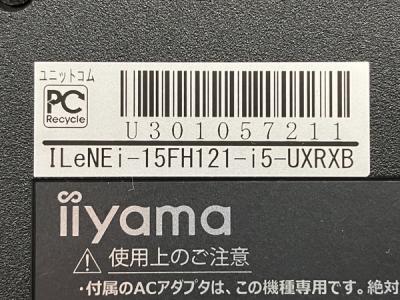 ユニットコム
PC
Recycle
U301057211
ILeNEi-15FH121-i5-UXRXB
iiyama
使用上のご注意
・付属のACアダプタは、この機種専用です。絶対